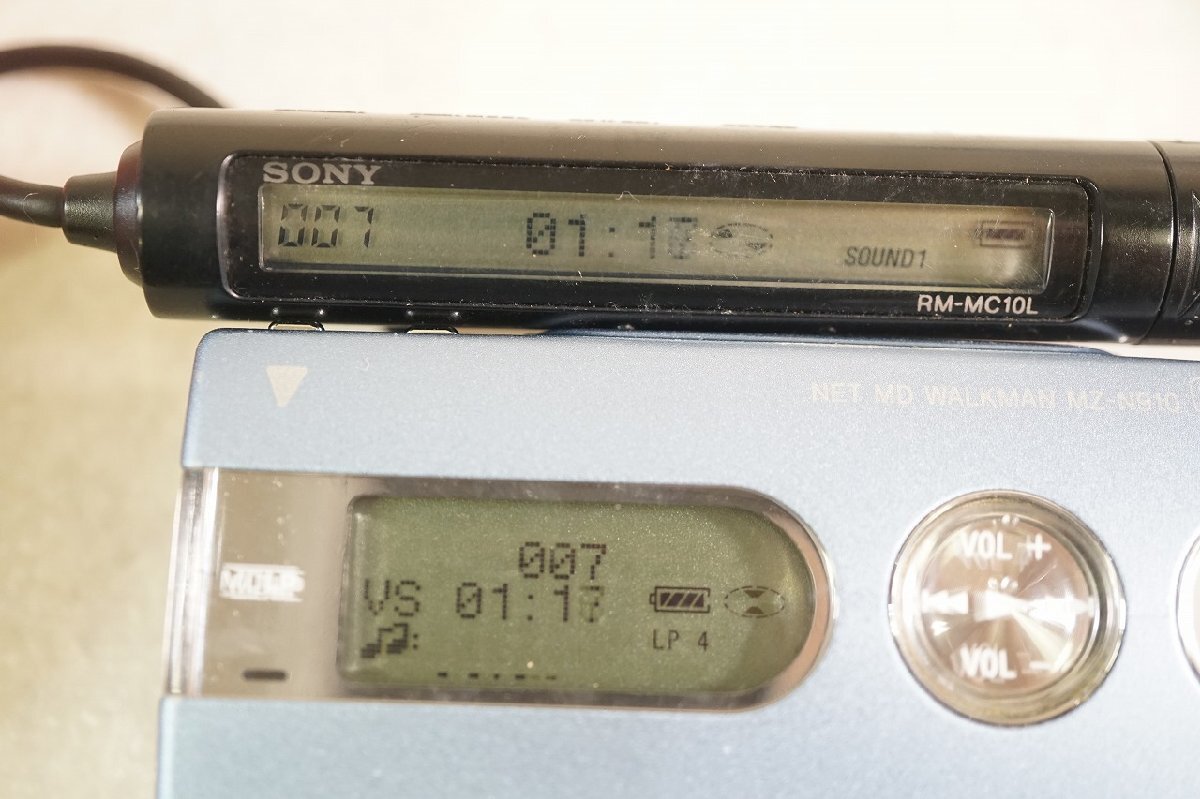 SONY
007 01:17
SOUND1
RM-MC10L
NET MD WALKMAN MZ-N910
007
VS 01:17
LP 4
MDLP
VOL +
VOL -